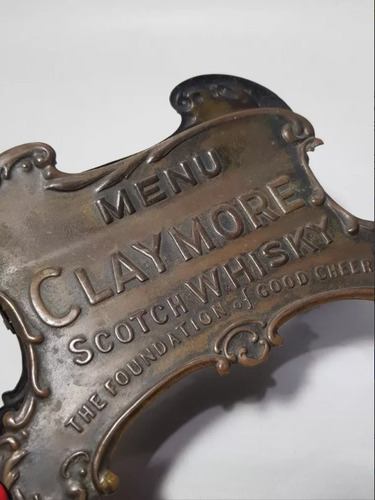 MENU
CLAYMORE
SCOTCH WHISKY
THE FOUNDATION of GOOD CHEER